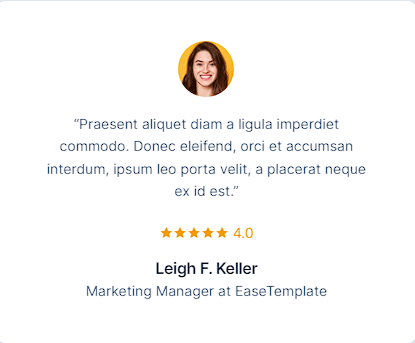 “Praesent aliquet diam a ligula imperdiet
commodo. Donec eleifend, orci et accumsan
interdum, ipsum leo porta velit, a placerat neque
ex id est.”
★★★★★ 4.0
Leigh F. Keller
Marketing Manager at EaseTemplate